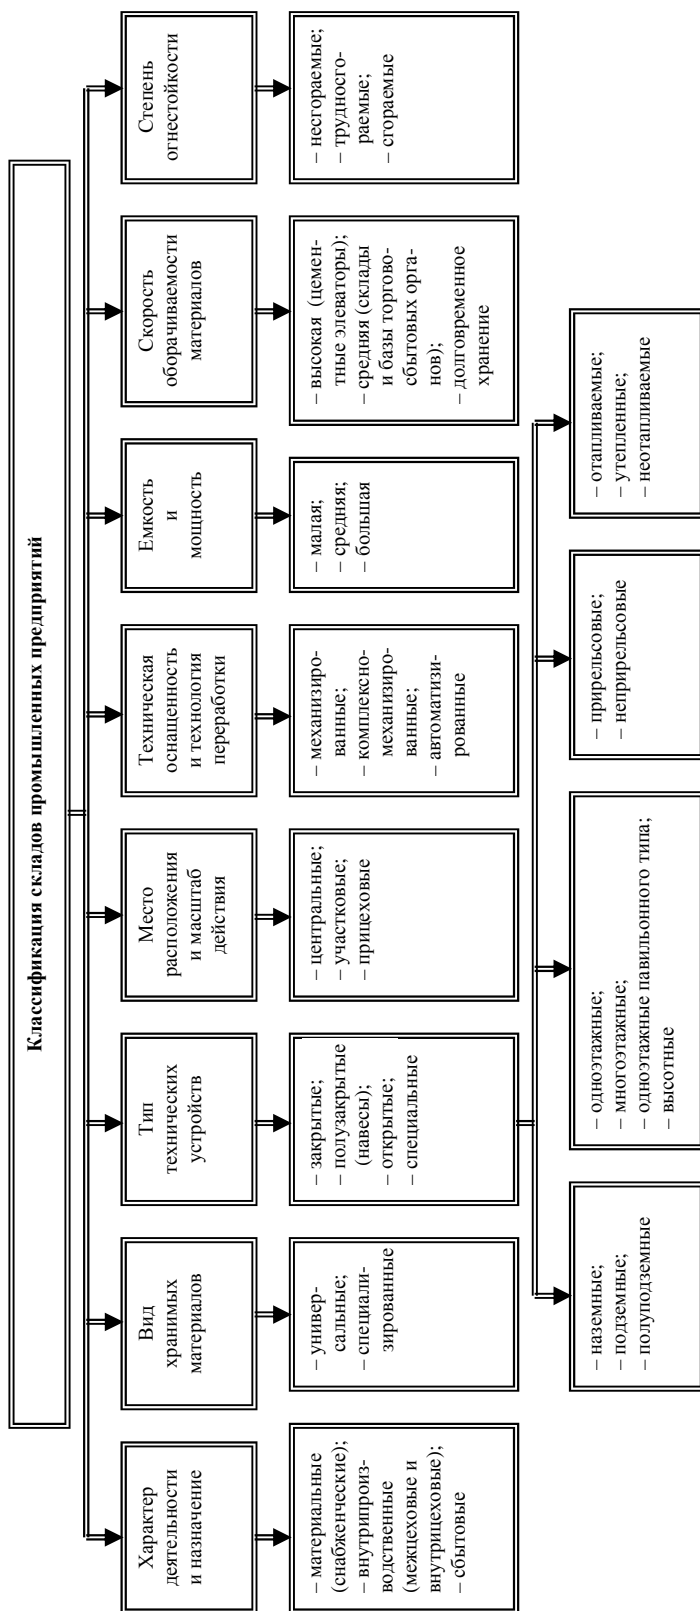 Классификация складов промышленных предприятий
Характер
деятельности
и назначение
Вид
хранимых
материалов
Тип
технических
устройств
Место
расположения
и масштаб
действия
Техническая
оснащенность
и технология
переработки
Емкость
и
мощность
Скорость
оборачиваемости
материалов
Степень
огнестойкости
– материальные
(снабженческие);
– внутрипроиз-
водственные
(межцеховые и
внутрицеховые);
– сбытовые
– универ-
сальные;
– специали-
зированные
– закрытые;
– полузакрытые
(навесы);
– открытые;
– специальные
– центральные;
– участковые;
– прицеховые
– механизиро-
ванные;
– комплексно-
механизиро-
ванные;
– автоматизи-
рованные
– малая;
– средняя;
– большая
– высокая (цемен-
тные элеваторы);
– средняя (склады
и базы торгово-
сбытовых орга-
нов);
– долговременное
хранение
– несгораемые;
– трудносго-
раемые;
– сгораемые
– наземные;
– подземные;
– полуподземные
– одноэтажные;
– многоэтажные;
– одноэтажные павильонного типа;
– высотные
– прирельсовые;
– неприрельсовые
– отапливаемые;
– утепленные;
– неотапливаемые